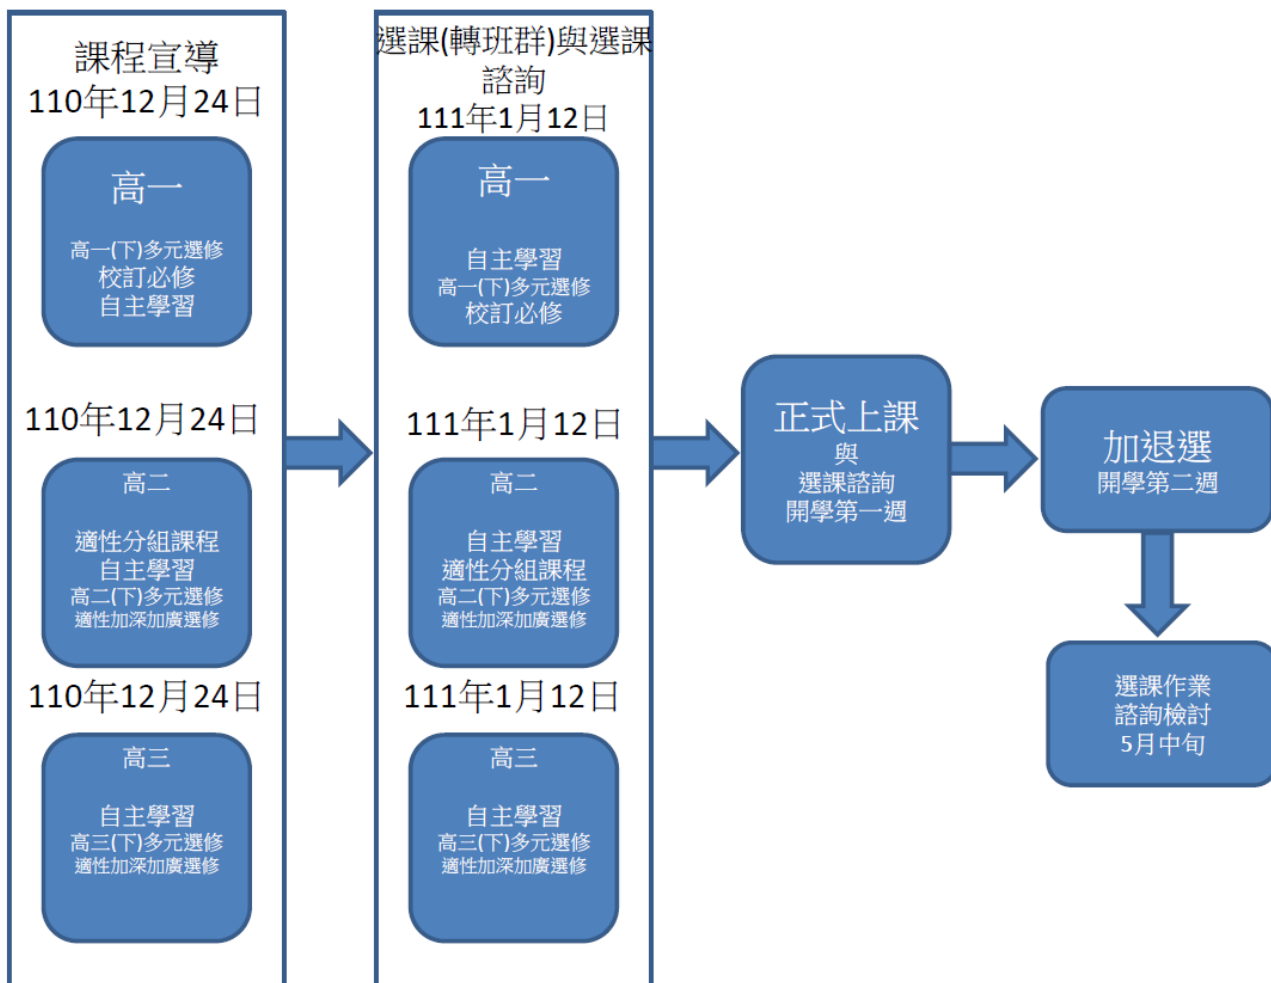 課程宣導
110年12月24日
高一
高一(下)多元選修
校訂必修
自主學習
110年12月24日
高二
適性分組課程
自主學習
高二(下)多元選修
適性加深加廣選修
110年12月24日
高三
自主學習
高三(下)多元選修
適性加深加廣選修
選課(轉班群)與選課
諮詢
111年1月12日
高一
自主學習
高一(下)多元選修
校訂必修
111年1月12日
高二
自主學習
適性分組課程
高二(下)多元選修
適性加深加廣選修
111年1月12日
高三
自主學習
高三(下)多元選修
適性加深加廣選修
正式上課
與
選課諮詢
開學第一週
加退選
開學第二週
選課作業
諮詢檢討
5月中旬